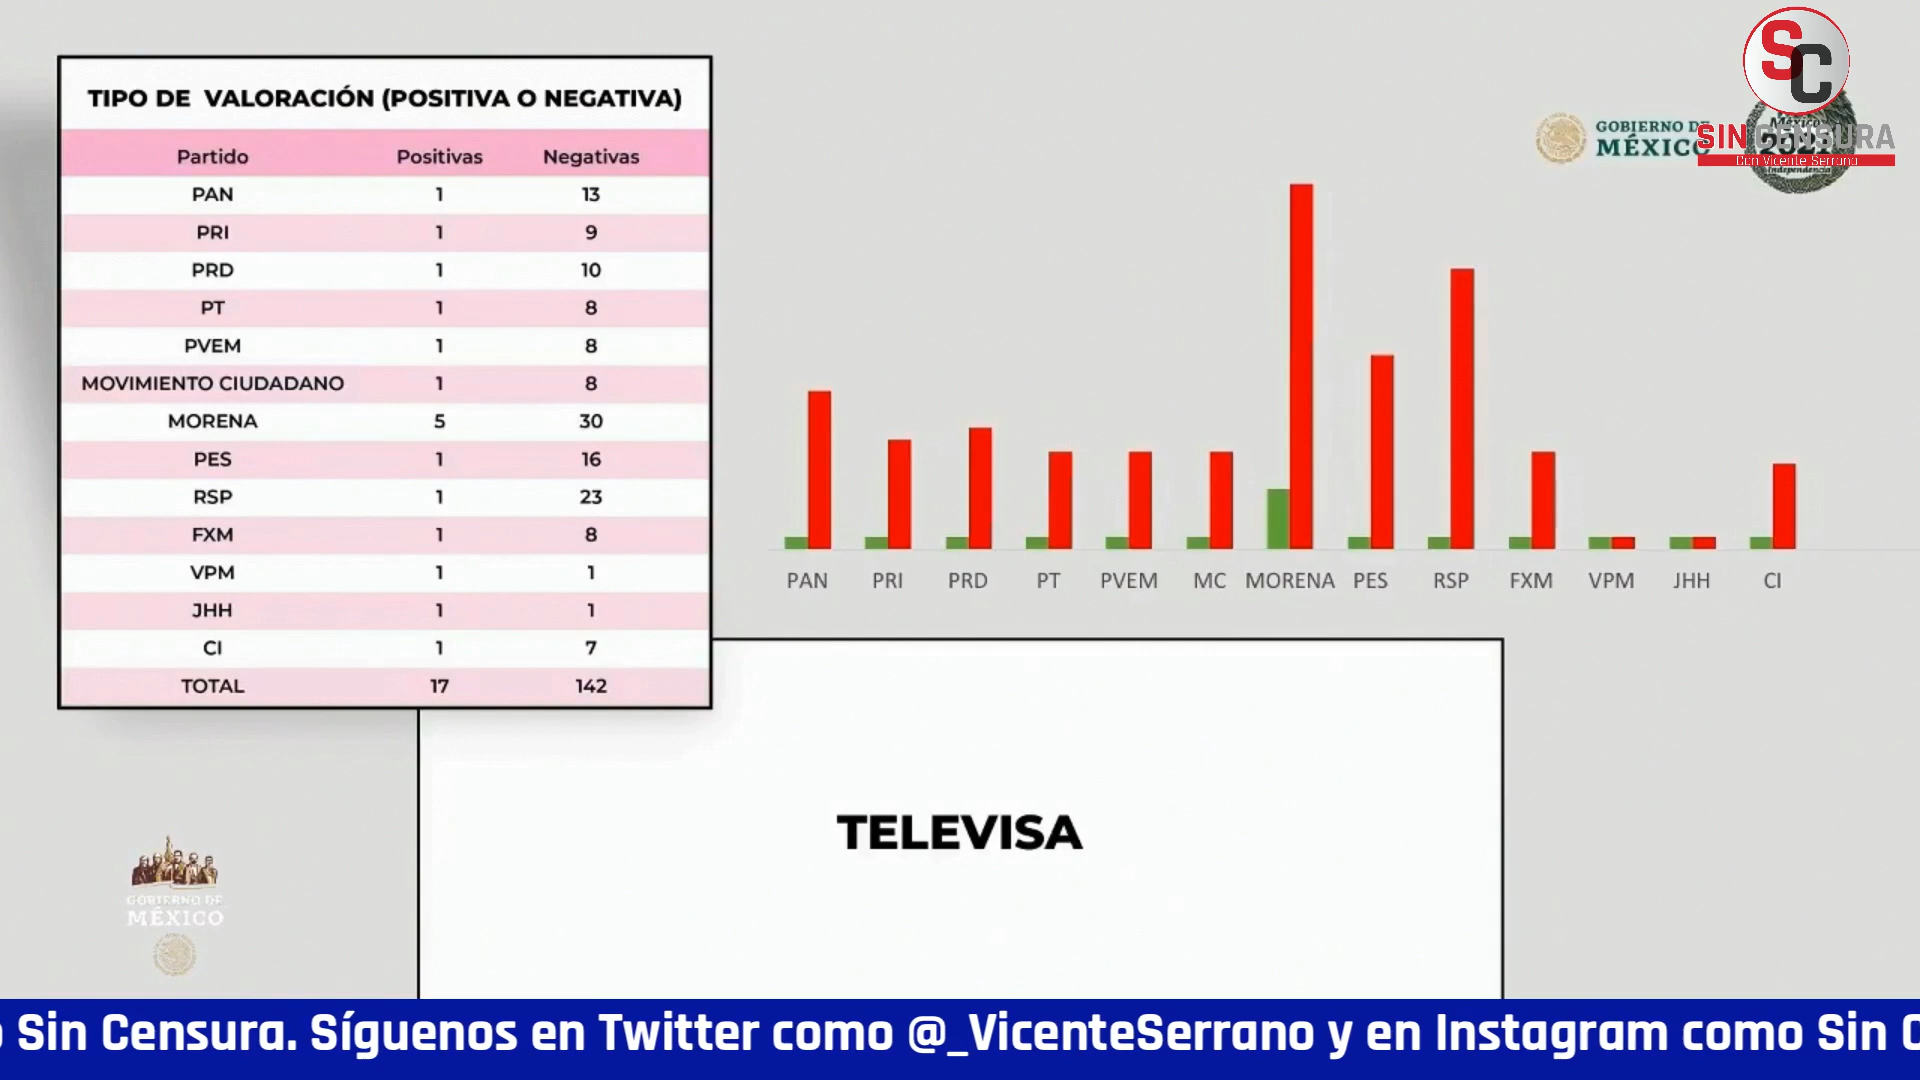 TIPO DE VALORACIÓN (POSITIVA O NEGATIVA)
Partido Positivas Negativas
PAN 1 13
PRI 1 9
PRD 1 10
PT 1 8
PVEM 1 8
MOVIMIENTO CIUDADANO 1 8
MORENA 5 30
PES 1 16
RSP 1 23
FXM 1 8
VPM 1 1
JHH 1 1
CI 1 7
TOTAL 17 142
SC
GOBIERNO DE
MÉXICO
México
2021
Independencia
SIN CENSURA
Con Vicente Serrano
PAN PRI PRD PT PVEM MC MORENA PES RSP FXM VPM JHH CI
TELEVISA
GOBIERNO DE
MÉXICO
Sin Censura. Síguenos en Twitter como @_VicenteSerrano y en Instagram como Sin